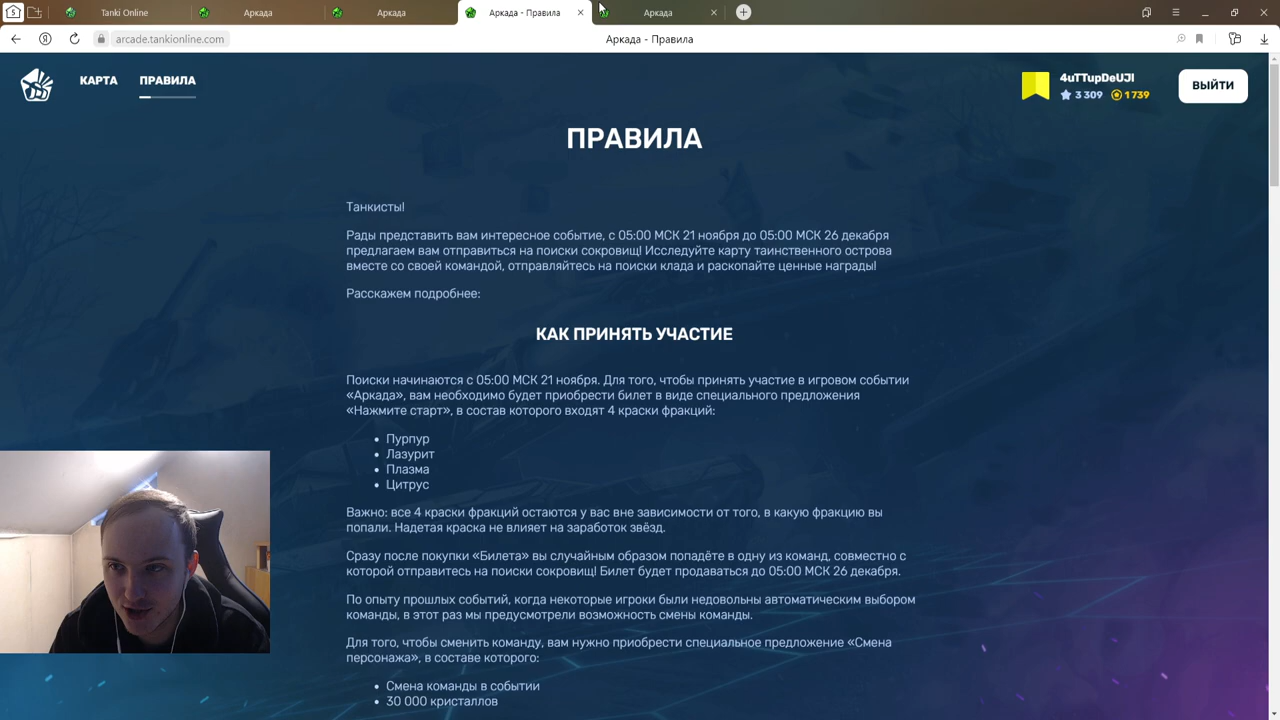 Tanki Online
Аркада
Аркада
Аркада - Правила
Аркада
arcade.tankionline.com
Аркада - Правила
КАРТА
ПРАВИЛА
4uTTupDeUJI
3 309
1 739
ВЫЙТИ
ПРАВИЛА
Танкисты!
Рады представить вам интересное событие, с 05:00 МСК 21 ноября до 05:00 МСК 26 декабря
предлагаем вам отправиться на поиски сокровищ! Исследуйте карту таинственного острова
вместе со своей командой, отправляйтесь на поиски клада и раскопайте ценные награды!
Расскажем подробнее:
КАК ПРИНЯТЬ УЧАСТИЕ
Поиски начинаются с 05:00 МСК 21 ноября. Для того, чтобы принять участие в игровом событии
«Аркада», вам необходимо будет приобрести билет в виде специального предложения
«Нажмите старт», в состав которого входят 4 краски фракций:
• Пурпур
• Лазурит
• Плазма
• Цитрус
Важно: все 4 краски фракций остаются у вас вне зависимости от того, в какую фракцию вы
попали. Надетая краска не влияет на заработок звёзд.
Сразу после покупки «Билета» вы случайным образом попадёте в одну из команд, совместно с
которой отправитесь на поиски сокровищ! Билет будет продаваться до 05:00 МСК 26 декабря.
По опыту прошлых событий, когда некоторые игроки были недовольны автоматическим выбором
команды, в этот раз мы предусмотрели возможность смены команды.
Для того, чтобы сменить команду, вам нужно приобрести специальное предложение «Смена
персонажа», в составе которого:
• Смена команды в событии
• 30 000 кристаллов